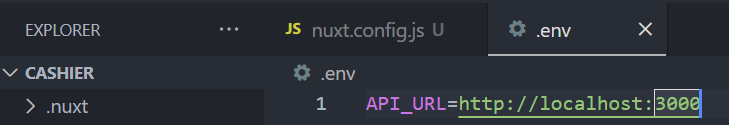 EXPLORER ... JS nuxt.config.js U .env ×
CASHIER .env
.nuxt 1 API_URL=http://localhost:3000